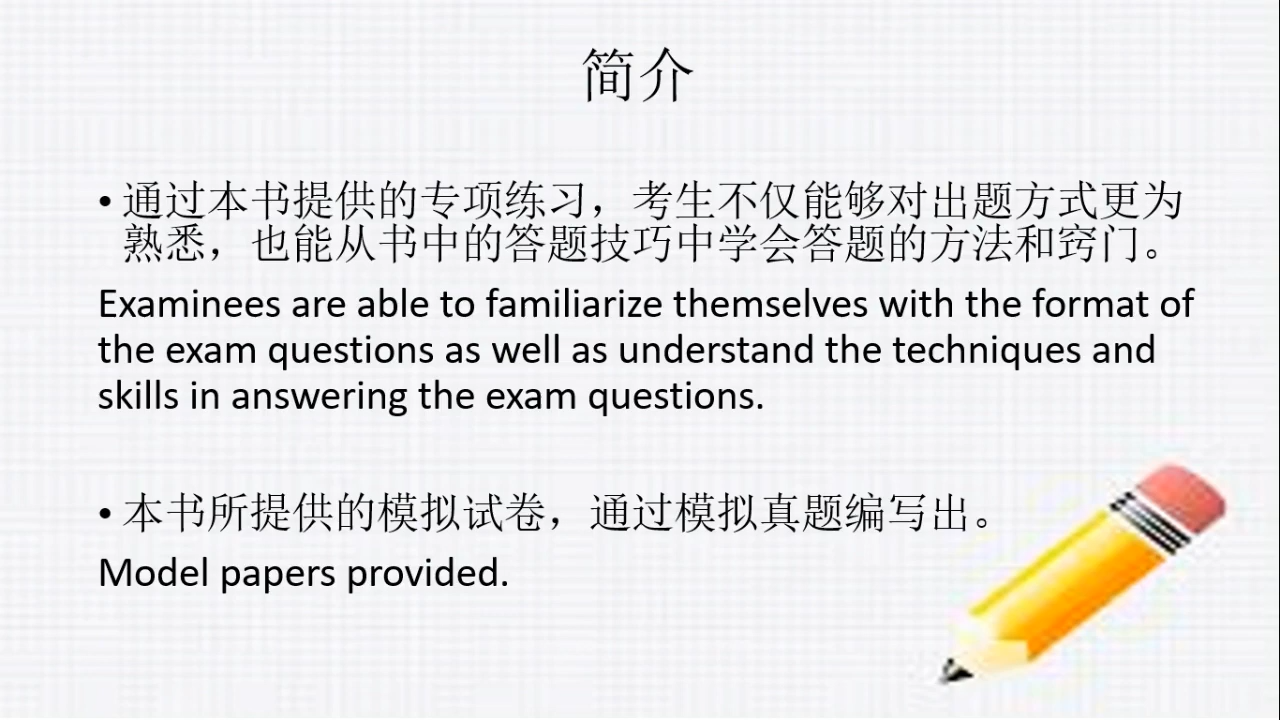 简介
• 通过本书提供的专项练习，考生不仅能够对出题方式更为
熟悉，也能从书中的答题技巧中学会答题的方法和窍门。
Examinees are able to familiarize themselves with the format of
the exam questions as well as understand the techniques and
skills in answering the exam questions.
• 本书所提供的模拟试卷，通过模拟真题编写出。
Model papers provided.